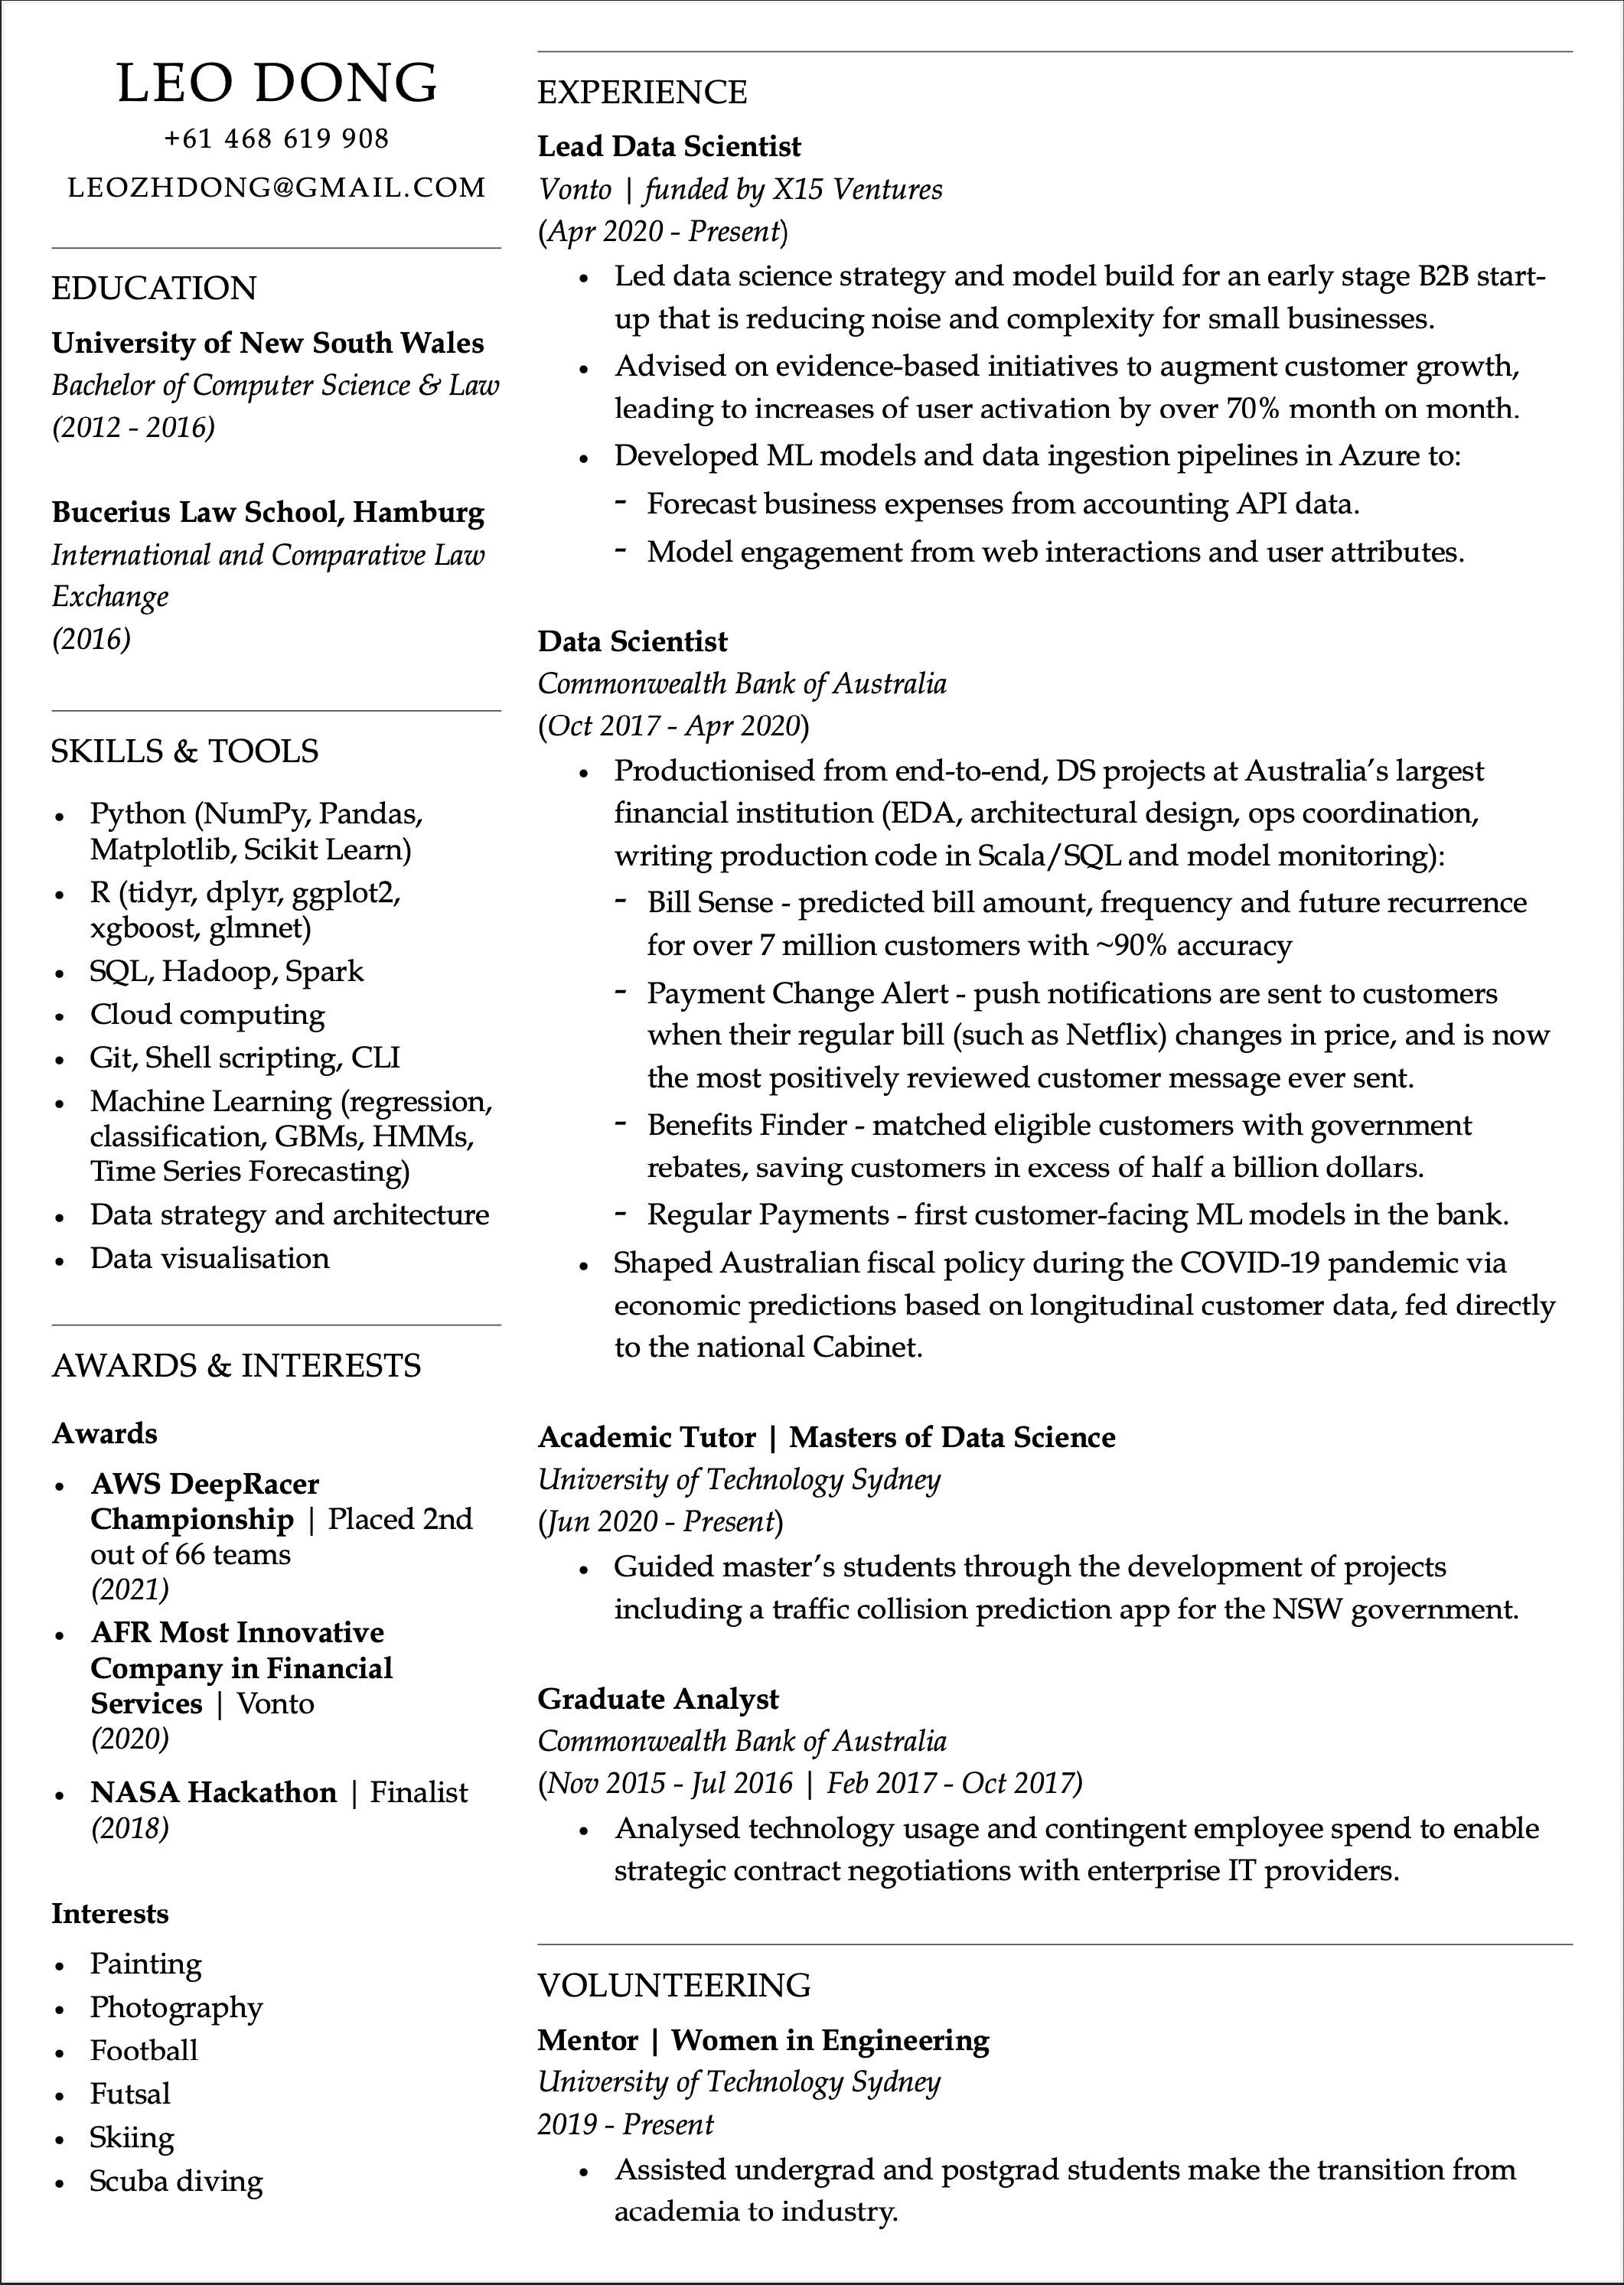 LEO DONG
+61 468 619 908
LEOZHDONG@GMAIL.COM
EDUCATION
University of New South Wales
Bachelor of Computer Science & Law
(2012 - 2016)
Bucerius Law School, Hamburg
International and Comparative Law
Exchange
(2016)
SKILLS & TOOLS
• Python (NumPy, Pandas,
Matplotlib, Scikit Learn)
• R (tidyr, dplyr, ggplot2,
xgboost, glmnet)
• SQL, Hadoop, Spark
• Cloud computing
• Git, Shell scripting, CLI
• Machine Learning (regression,
classification, GBMs, HMMs,
Time Series Forecasting)
• Data strategy and architecture
• Data visualisation
AWARDS & INTERESTS
Awards
• AWS DeepRacer
Championship | Placed 2nd
out of 66 teams
(2021)
• AFR Most Innovative
Company in Financial
Services | Vonto
(2020)
• NASA Hackathon | Finalist
(2018)
Interests
• Painting
• Photography
• Football
• Futsal
• Skiing
• Scuba diving
EXPERIENCE
Lead Data Scientist
Vonto | funded by X15 Ventures
(Apr 2020 - Present)
• Led data science strategy and model build for an early stage B2B start-
up that is reducing noise and complexity for small businesses.
• Advised on evidence-based initiatives to augment customer growth,
leading to increases of user activation by over 70% month on month.
• Developed ML models and data ingestion pipelines in Azure to:
- Forecast business expenses from accounting API data.
- Model engagement from web interactions and user attributes.
Data Scientist
Commonwealth Bank of Australia
(Oct 2017 - Apr 2020)
• Productionised from end-to-end, DS projects at Australia’s largest
financial institution (EDA, architectural design, ops coordination,
writing production code in Scala/SQL and model monitoring):
- Bill Sense - predicted bill amount, frequency and future recurrence
for over 7 million customers with ~90% accuracy
- Payment Change Alert - push notifications are sent to customers
when their regular bill (such as Netflix) changes in price, and is now
the most positively reviewed customer message ever sent.
- Benefits Finder - matched eligible customers with government
rebates, saving customers in excess of half a billion dollars.
- Regular Payments - first customer-facing ML models in the bank.
• Shaped Australian fiscal policy during the COVID-19 pandemic via
economic predictions based on longitudinal customer data, fed directly
to the national Cabinet.
Academic Tutor | Masters of Data Science
University of Technology Sydney
(Jun 2020 - Present)
• Guided master’s students through the development of projects
including a traffic collision prediction app for the NSW government.
Graduate Analyst
Commonwealth Bank of Australia
(Nov 2015 - Jul 2016 | Feb 2017 - Oct 2017)
• Analysed technology usage and contingent employee spend to enable
strategic contract negotiations with enterprise IT providers.
VOLUNTEERING
Mentor | Women in Engineering
University of Technology Sydney
2019 - Present
• Assisted undergrad and postgrad students make the transition from
academia to industry.